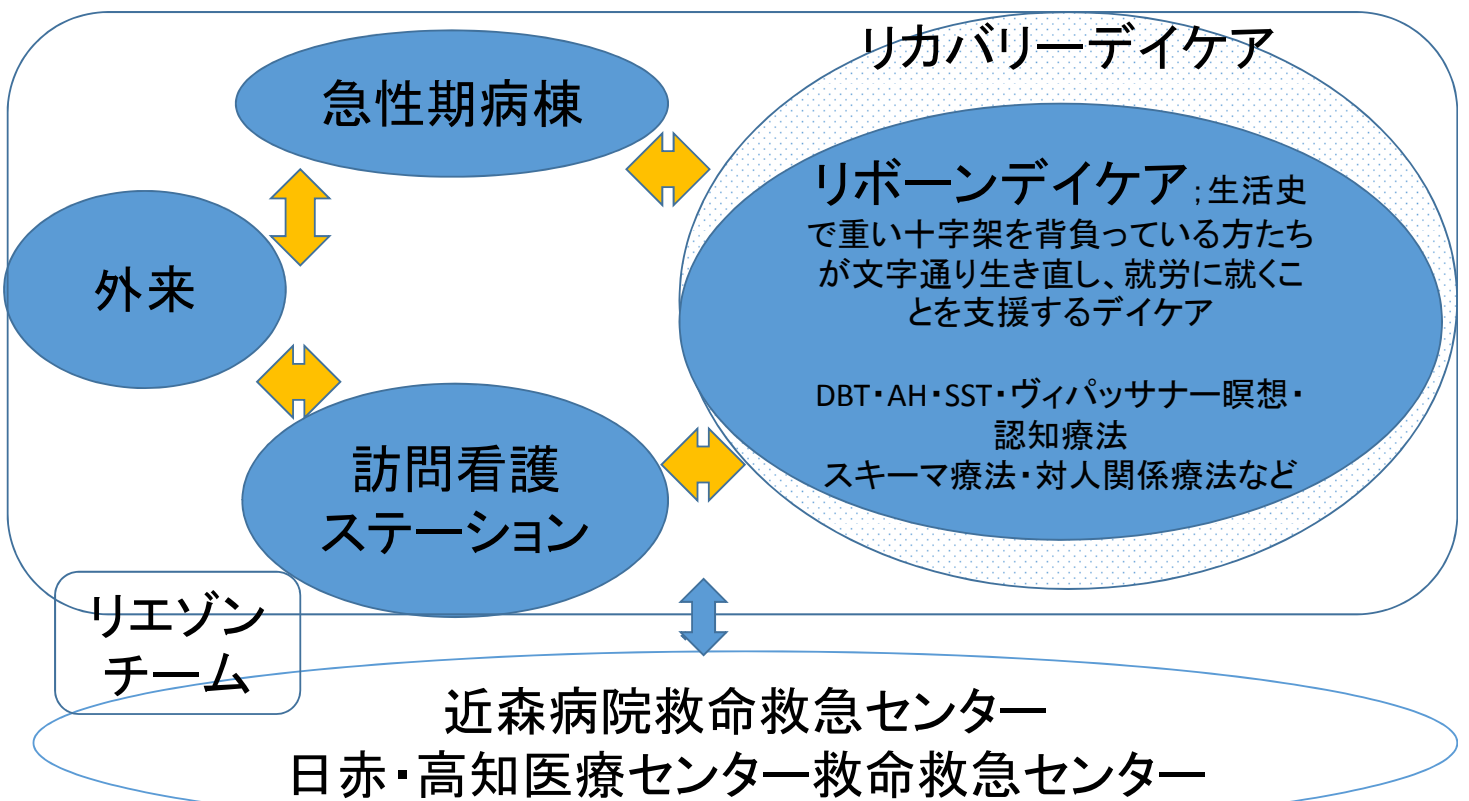 リカバリーデイケア
急性期病棟
リボーンデイケア;生活史
で重い十字架を背負っている方たち
が文字通り生き直し、就労に就くこ
とを支援するデイケア
外来
DBT・AH・SST・ヴィパッサナー瞑想・
認知療法
スキーマ療法・対人関係療法など
訪問看護
ステーション
リエゾン
チーム
近森病院救命救急センター
日赤・高知医療センター救命救急センター